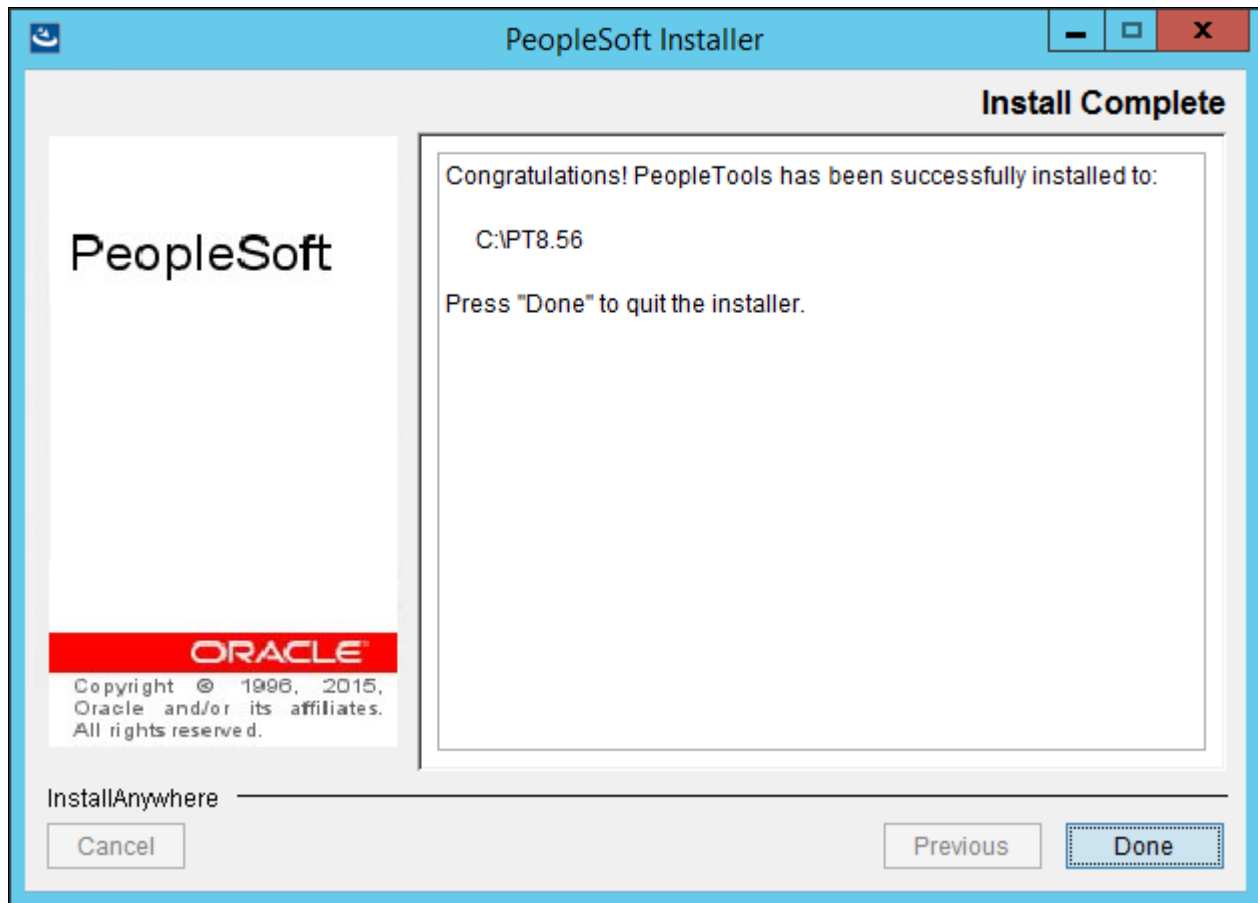 PeopleSoft Installer
Install Complete
PeopleSoft
ORACLE
Copyright © 1996, 2015,
Oracle and/or its affiliates.
All rights reserved.
Congratulations! PeopleTools has been successfully installed to:
C:\PT8.56
Press "Done" to quit the installer.
InstallAnywhere
Cancel
Previous
Done